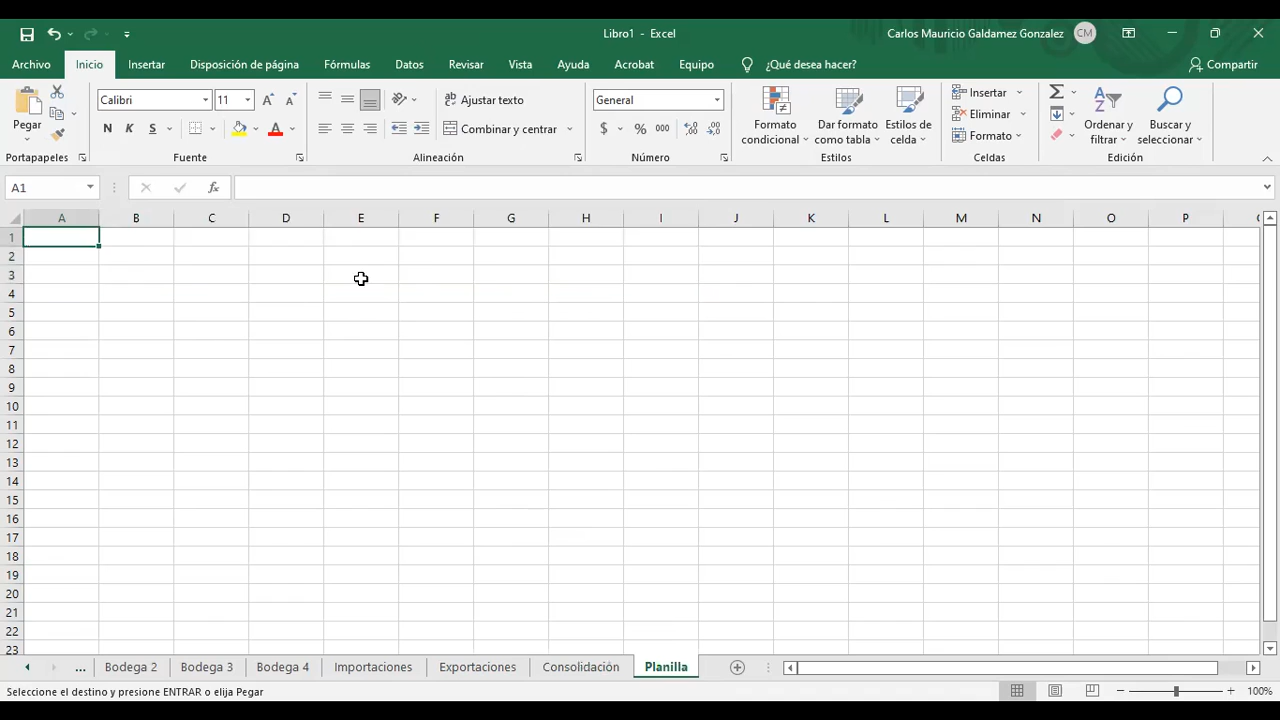 Libro1 - Excel
Carlos Mauricio Galdamez Gonzalez CM
Archivo Inicio Insertar Disposición de página Fórmulas Datos Revisar Vista Ayuda Acrobat Equipo ¿Qué desea hacer? Compartir
Pegar
Calibri 11
N K S
Ajustar texto
Combinar y centrar
General
$ % 000
Formato condicional
Dar formato como tabla
Estilos de celda
Insertar
Eliminar
Formato
Ordenar y filtrar
Buscar y seleccionar
Portapapeles Fuente Alineación Número Estilos Celdas Edición
A1 fx
A B C D E F G H I J K L M N O P
1
2
3
4
5
6
7
8
9
10
11
12
13
14
15
16
17
18
19
20
21
22
23
... Bodega 2 Bodega 3 Bodega 4 Importaciones Exportaciones Consolidación Planilla
Seleccione el destino y presione ENTRAR o elija Pegar 100%